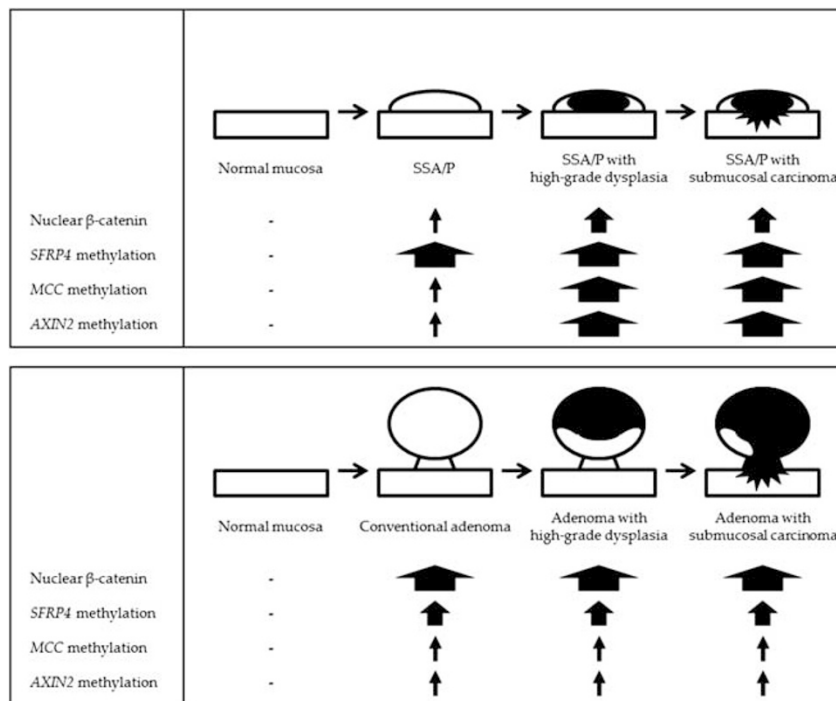 Normal mucosa
SSA/P
SSA/P with
high-grade dysplasia
SSA/P with
submucosal carcinoma
Nuclear β-catenin
-
SFRP4 methylation
-
MCC methylation
-
AXIN2 methylation
-
Normal mucosa
Conventional adenoma
Adenoma with
high-grade dysplasia
Adenoma with
submucosal carcinoma
Nuclear β-catenin
-
SFRP4 methylation
-
MCC methylation
-
AXIN2 methylation
-